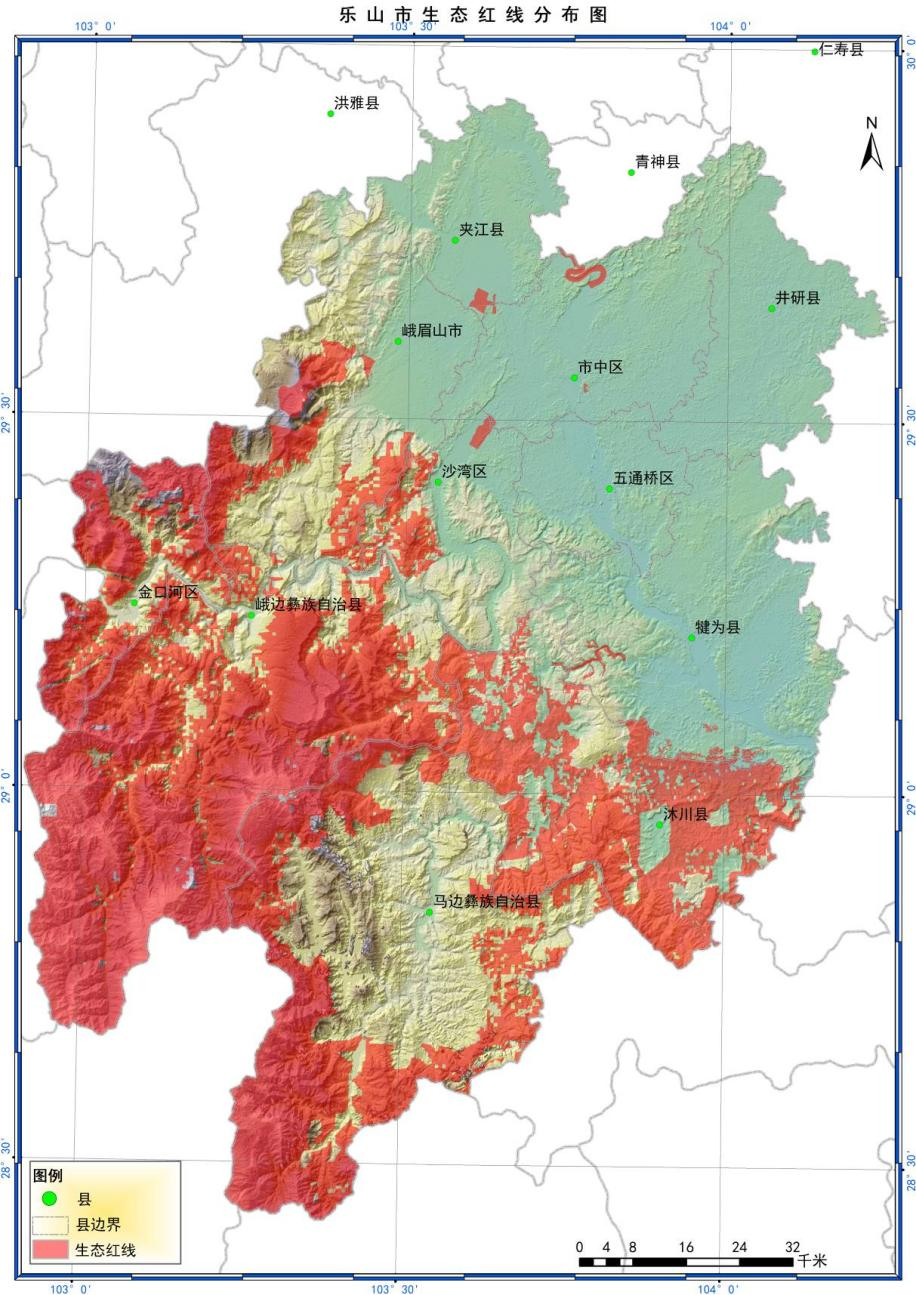 乐山市生态红线分布图
103° 0′
103° 30′
104° 0′
30° 0′
仁寿县
洪雅县
N
青神县
夹江县
井研县
峨眉山市
市中区
29° 30′
29° 30′
沙湾区
五通桥区
金口河区
峨边彝族自治县
犍为县
29° 0′
29° 0′
沐川县
马边彝族自治县
28° 30′
28° 30′
图例
县
县边界
生态红线
0 4 8 16 24 32
千米
103° 0′
103° 30′
104° 0′